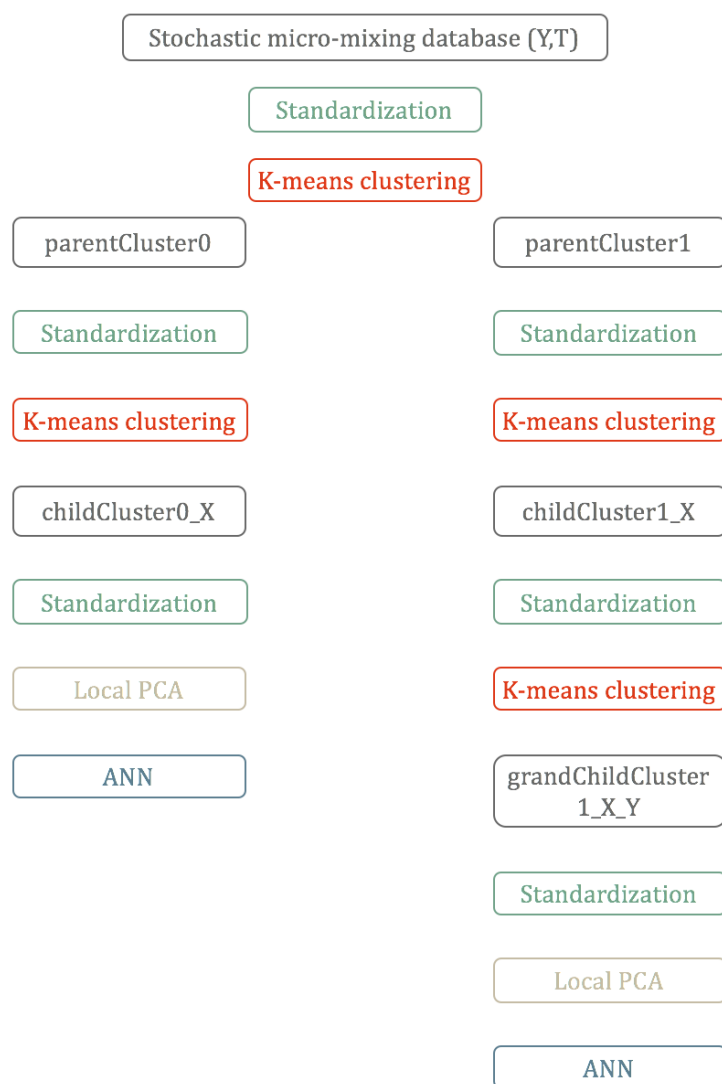 Stochastic micro-mixing database (Y,T)
Standardization
K-means clustering
parentCluster0
parentCluster1
Standardization
Standardization
K-means clustering
K-means clustering
childCluster0_X
childCluster1_X
Standardization
Standardization
Local PCA
K-means clustering
ANN
grandChildCluster
1_X_Y
Standardization
Local PCA
ANN